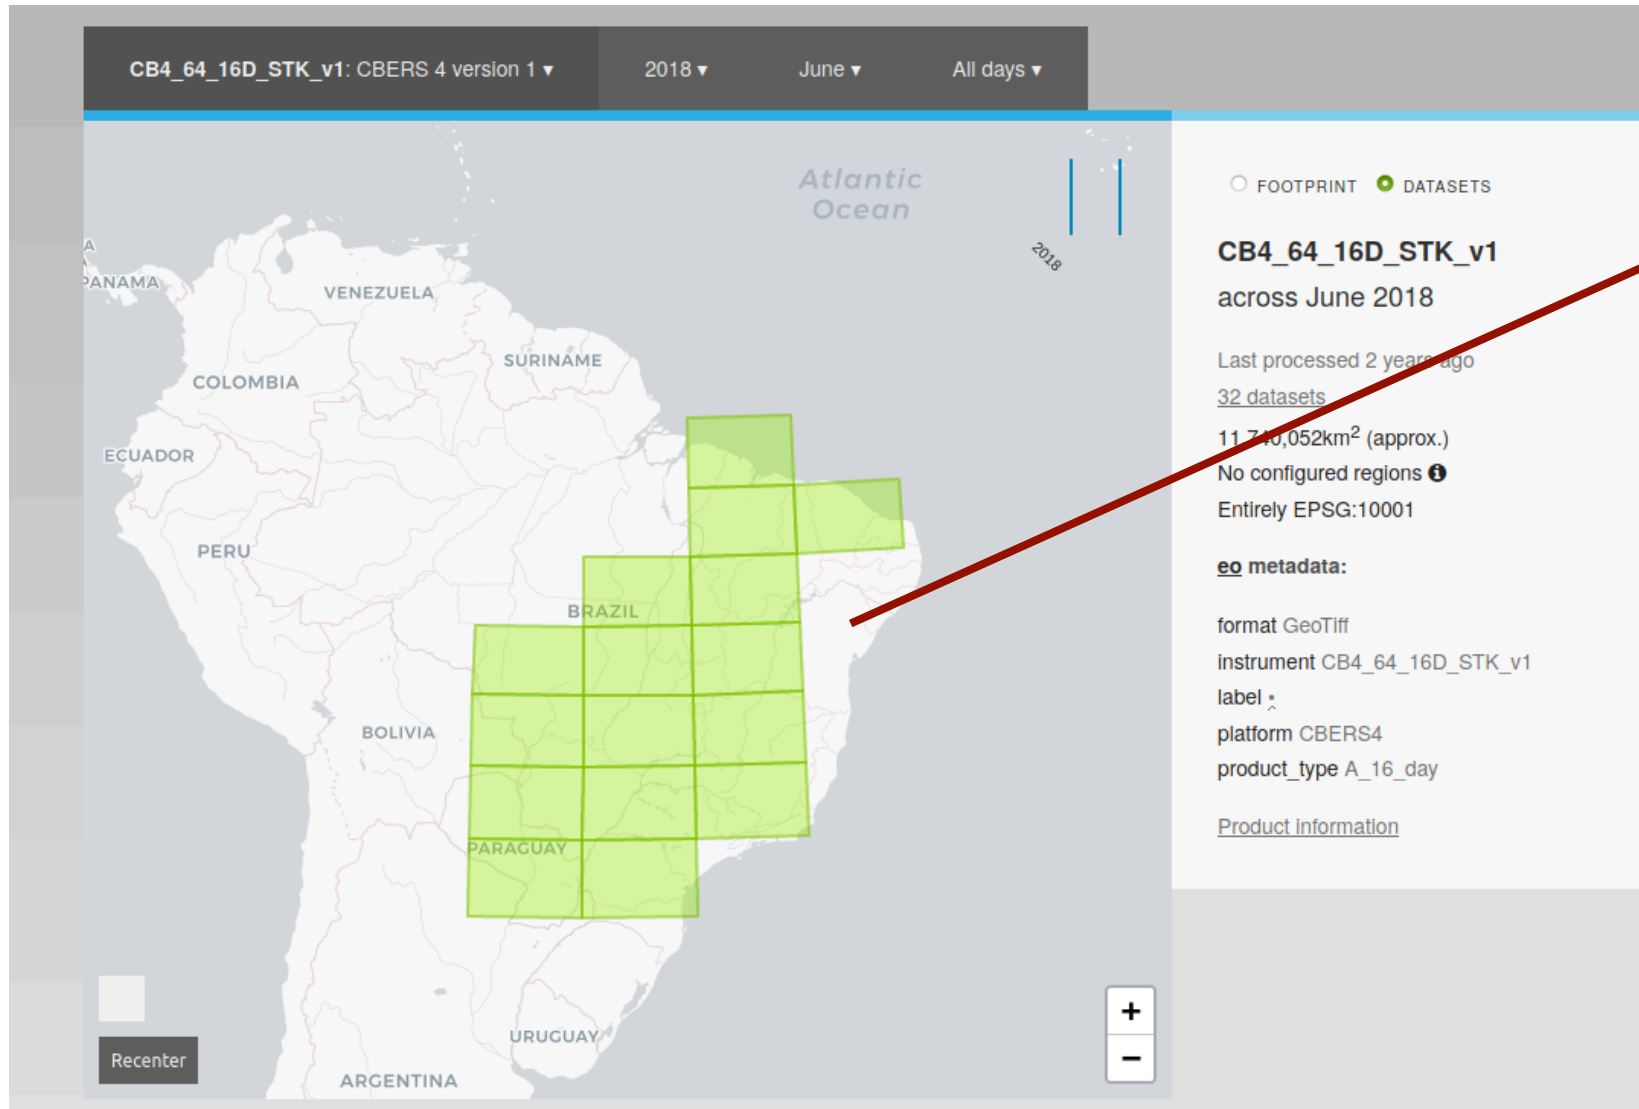 CB4_64_16D_STK_v1: CBERS 4 version 1 ▾ 2018 ▾ June ▾ All days ▾
Atlantic
Ocean
2018
PANAMA
VENEZUELA
SURINAME
COLOMBIA
ECUADOR
PERU
BRAZIL
BOLIVIA
PARAGUAY
URUGUAY
ARGENTINA
+
−
Recenter
FOOTPRINT DATASETS
CB4_64_16D_STK_v1
across June 2018
Last processed 2 years ago
32 datasets
11,740,052km² (approx.)
No configured regions
Entirely EPSG:10001
eo metadata:
format GeoTiff
instrument CB4_64_16D_STK_v1
label •
platform CBERS4
product_type A_16_day
Product information